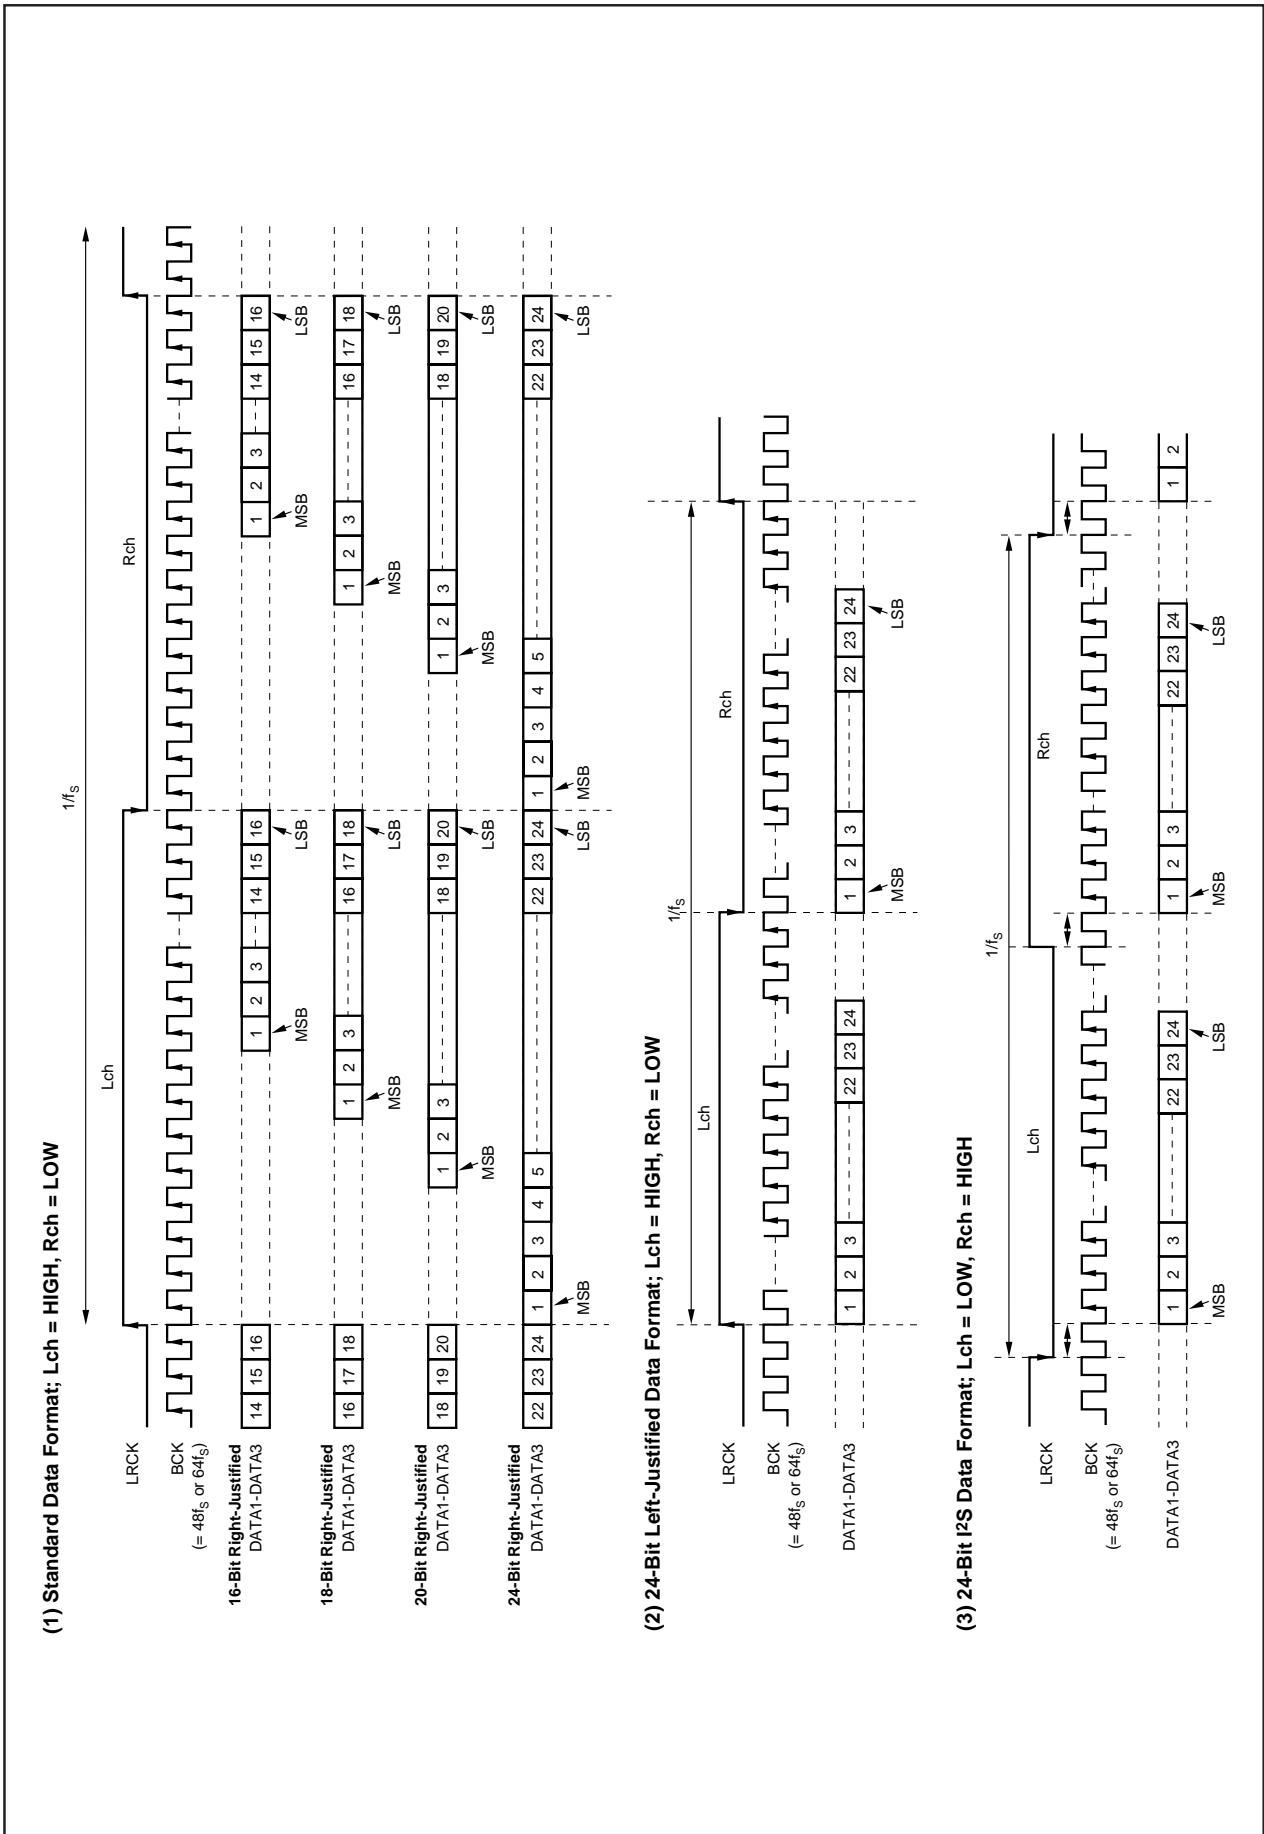 (1) Standard Data Format; Lch = HIGH, Rch = LOW
1/fS
LRCK
Lch
Rch
BCK
(= 48fS or 64fS)
16-Bit Right-Justified
DATA1-DATA3
14 15 16 1 2 3 14 15 16 1 2 3 14 15 16
MSB LSB MSB LSB
18-Bit Right-Justified
DATA1-DATA3
16 17 18 1 2 3 16 17 18 1 2 3 16 17 18
MSB LSB MSB LSB
20-Bit Right-Justified
DATA1-DATA3
18 19 20 1 2 3 18 19 20 1 2 3 18 19 20
MSB LSB MSB LSB
24-Bit Right-Justified
DATA1-DATA3
22 23 24 1 2 3 4 5 22 23 24 1 2 3 4 5 22 23 24
MSB LSB MSB LSB
(2) 24-Bit Left-Justified Data Format; Lch = HIGH, Rch = LOW
1/fS
LRCK
Lch
Rch
BCK
(= 48fS or 64fS)
DATA1-DATA3
1 2 3 22 23 24 1 2 3 22 23 24
MSB LSB
(3) 24-Bit I²S Data Format; Lch = LOW, Rch = HIGH
1/fS
LRCK
Lch
Rch
BCK
(= 48fS or 64fS)
DATA1-DATA3
1 2 3 22 23 24 1 2 3 22 23 24 1 2
MSB LSB MSB LSB